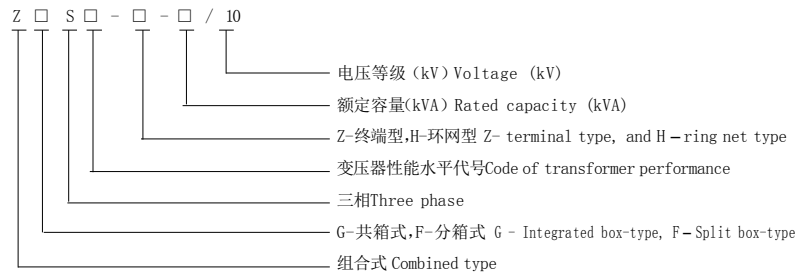 Z □ S □ - □ - □ / 10
电压等级（kV）Voltage (kV)
额定容量(kVA) Rated capacity (kVA)
Z-终端型,H-环网型 Z- terminal type, and H – ring net type
变压器性能水平代号Code of transformer performance
三相Three phase
G-共箱式,F-分箱式 G - Integrated box-type, F – Split box-type
组合式 Combined type